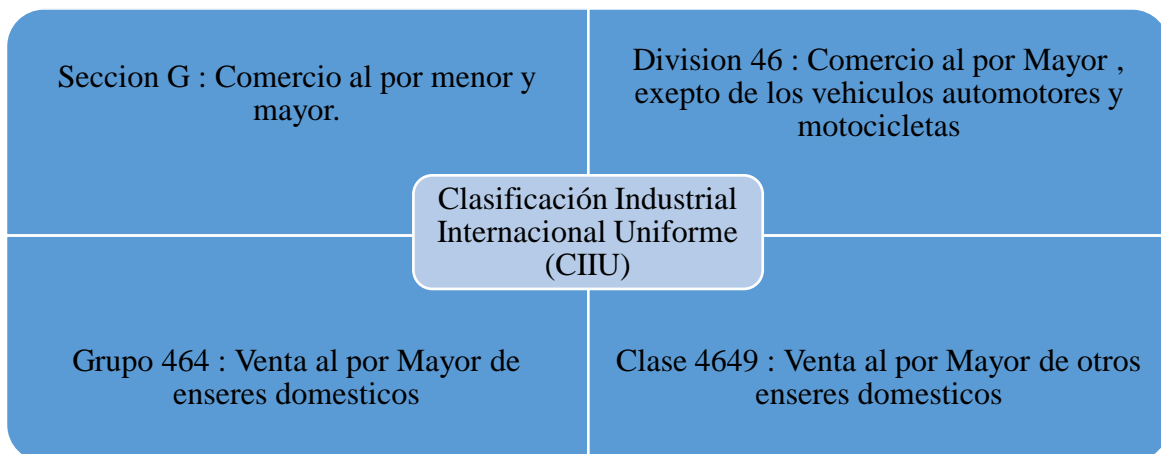 Seccion G : Comercio al por menor y
mayor.
Division 46 : Comercio al por Mayor ,
exepto de los vehiculos automotores y
motocicletas
Clasificación Industrial
Internacional Uniforme
(CIIU)
Grupo 464 : Venta al por Mayor de
enseres domesticos
Clase 4649 : Venta al por Mayor de otros
enseres domesticos